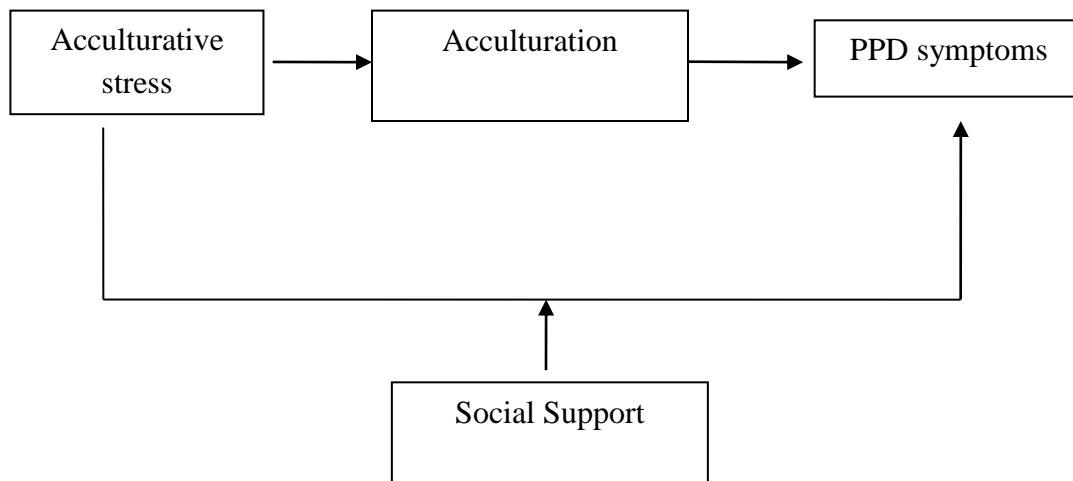 Acculturative
stress
Acculturation
PPD symptoms
Social Support